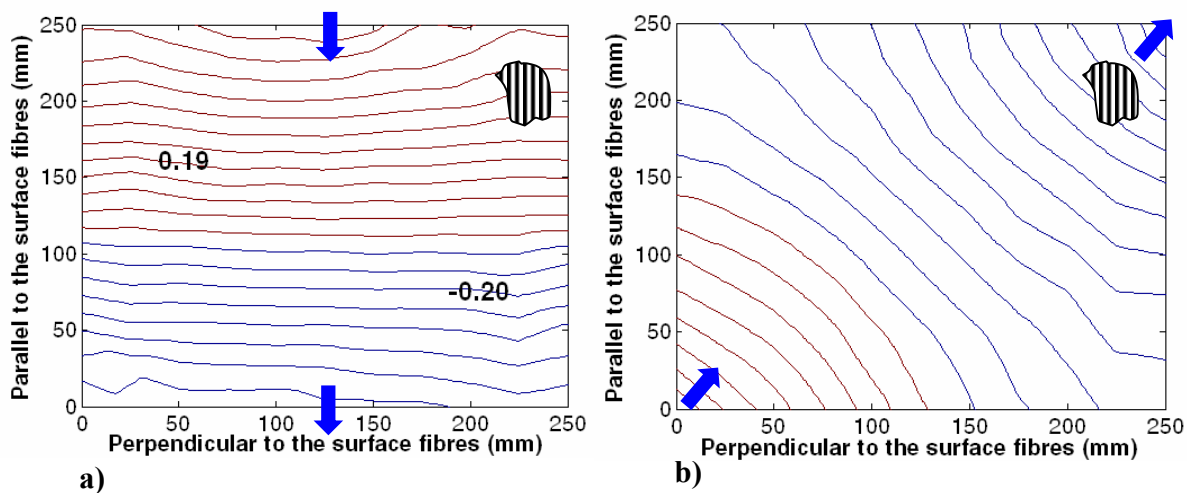 250
200
150
100
50
0
Parallel to the surface fibres (mm)
0.19
-0.20
0 50 100 150 200 250
Perpendicular to the surface fibres (mm)
a)
250
200
150
100
50
0
Parallel to the surface fibres (mm)
0 50 100 150 200 250
Perpendicular to the surface fibres (mm)
b)